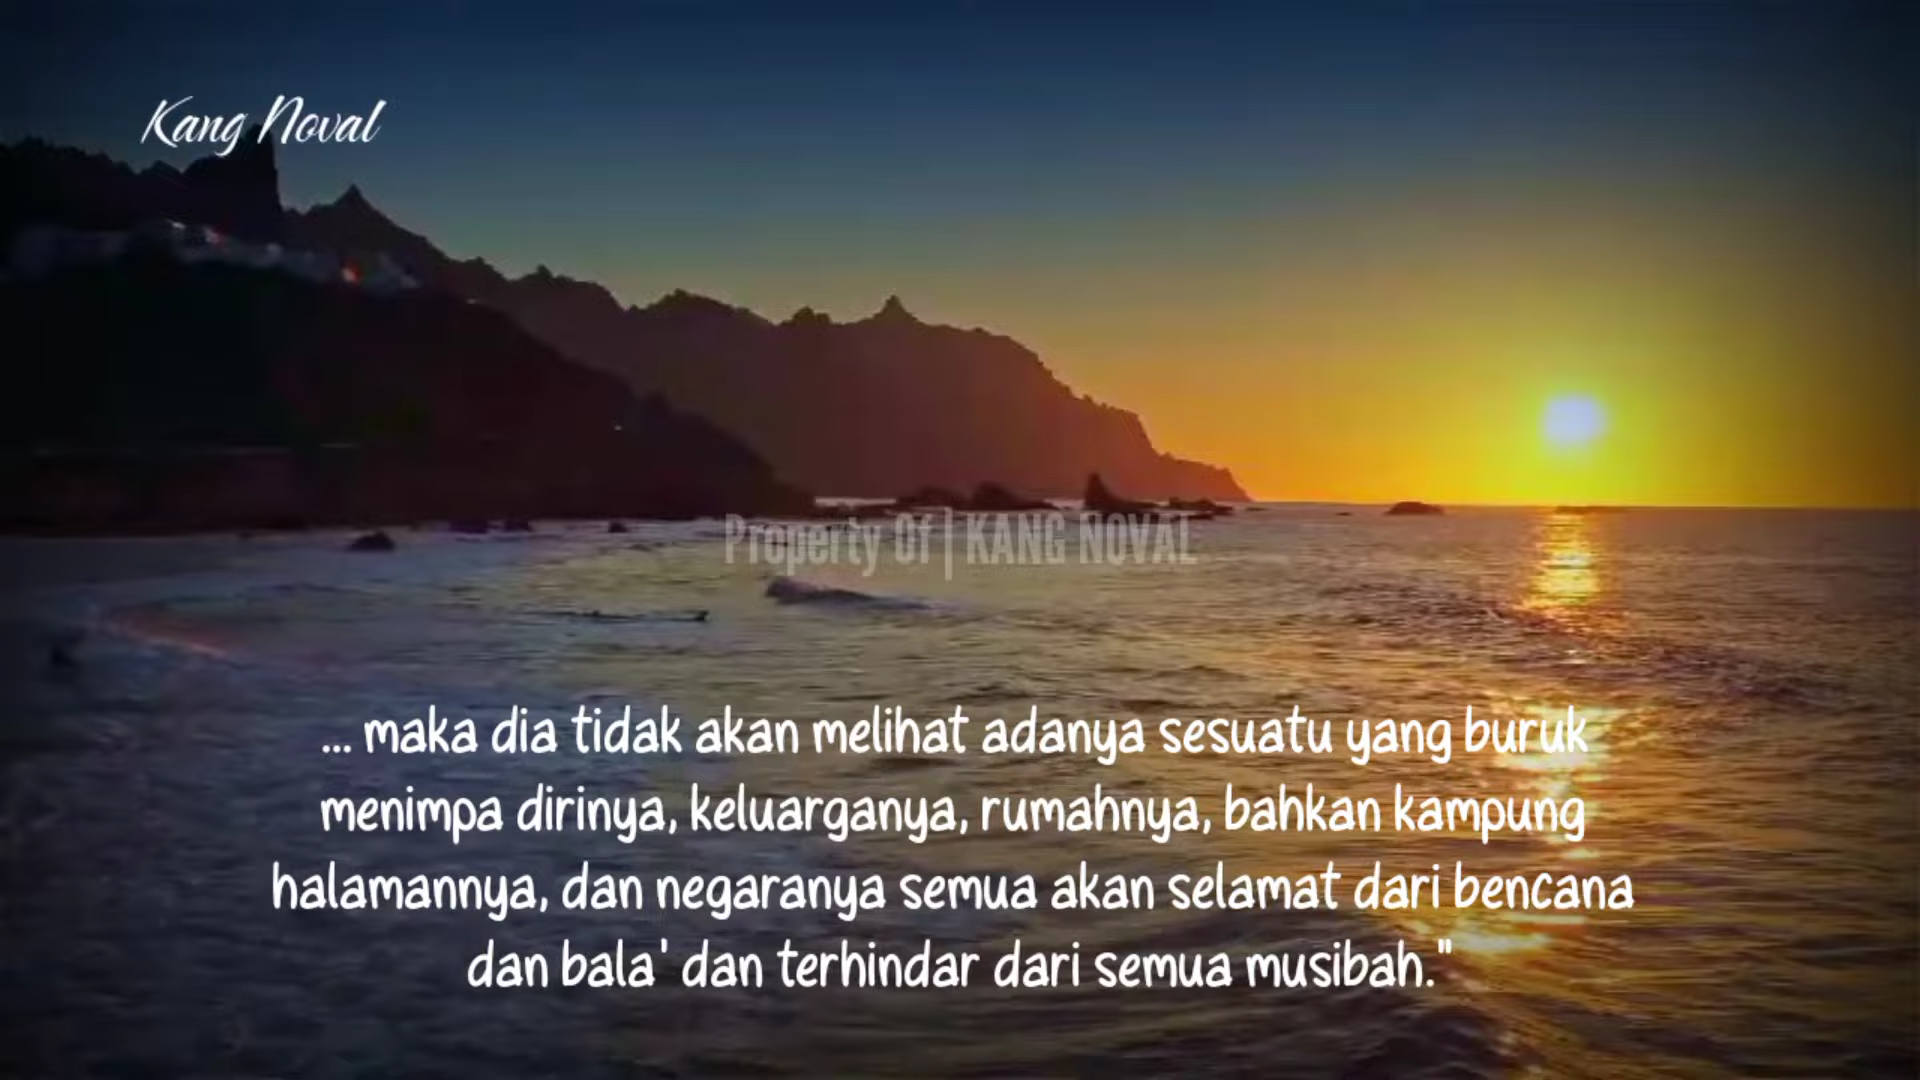 Kang Noval
Property Of | KANG NOVAL
... maka dia tidak akan melihat adanya sesuatu yang buruk
menimpa dirinya, keluarganya, rumahnya, bahkan kampung
halamannya, dan negaranya semua akan selamat dari bencana
dan bala' dan terhindar dari semua musibah."